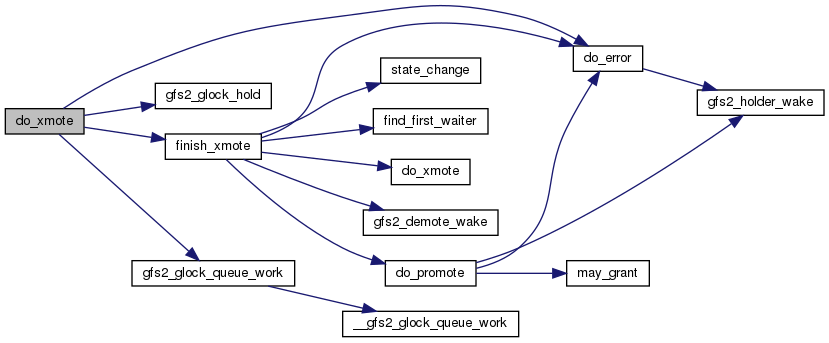 do_error
state_change
gfs2_glock_hold
gfs2_holder_wake
do_xmote
find_first_waiter
finish_xmote
do_xmote
gfs2_demote_wake
gfs2_glock_queue_work
do_promote
may_grant
__gfs2_glock_queue_work